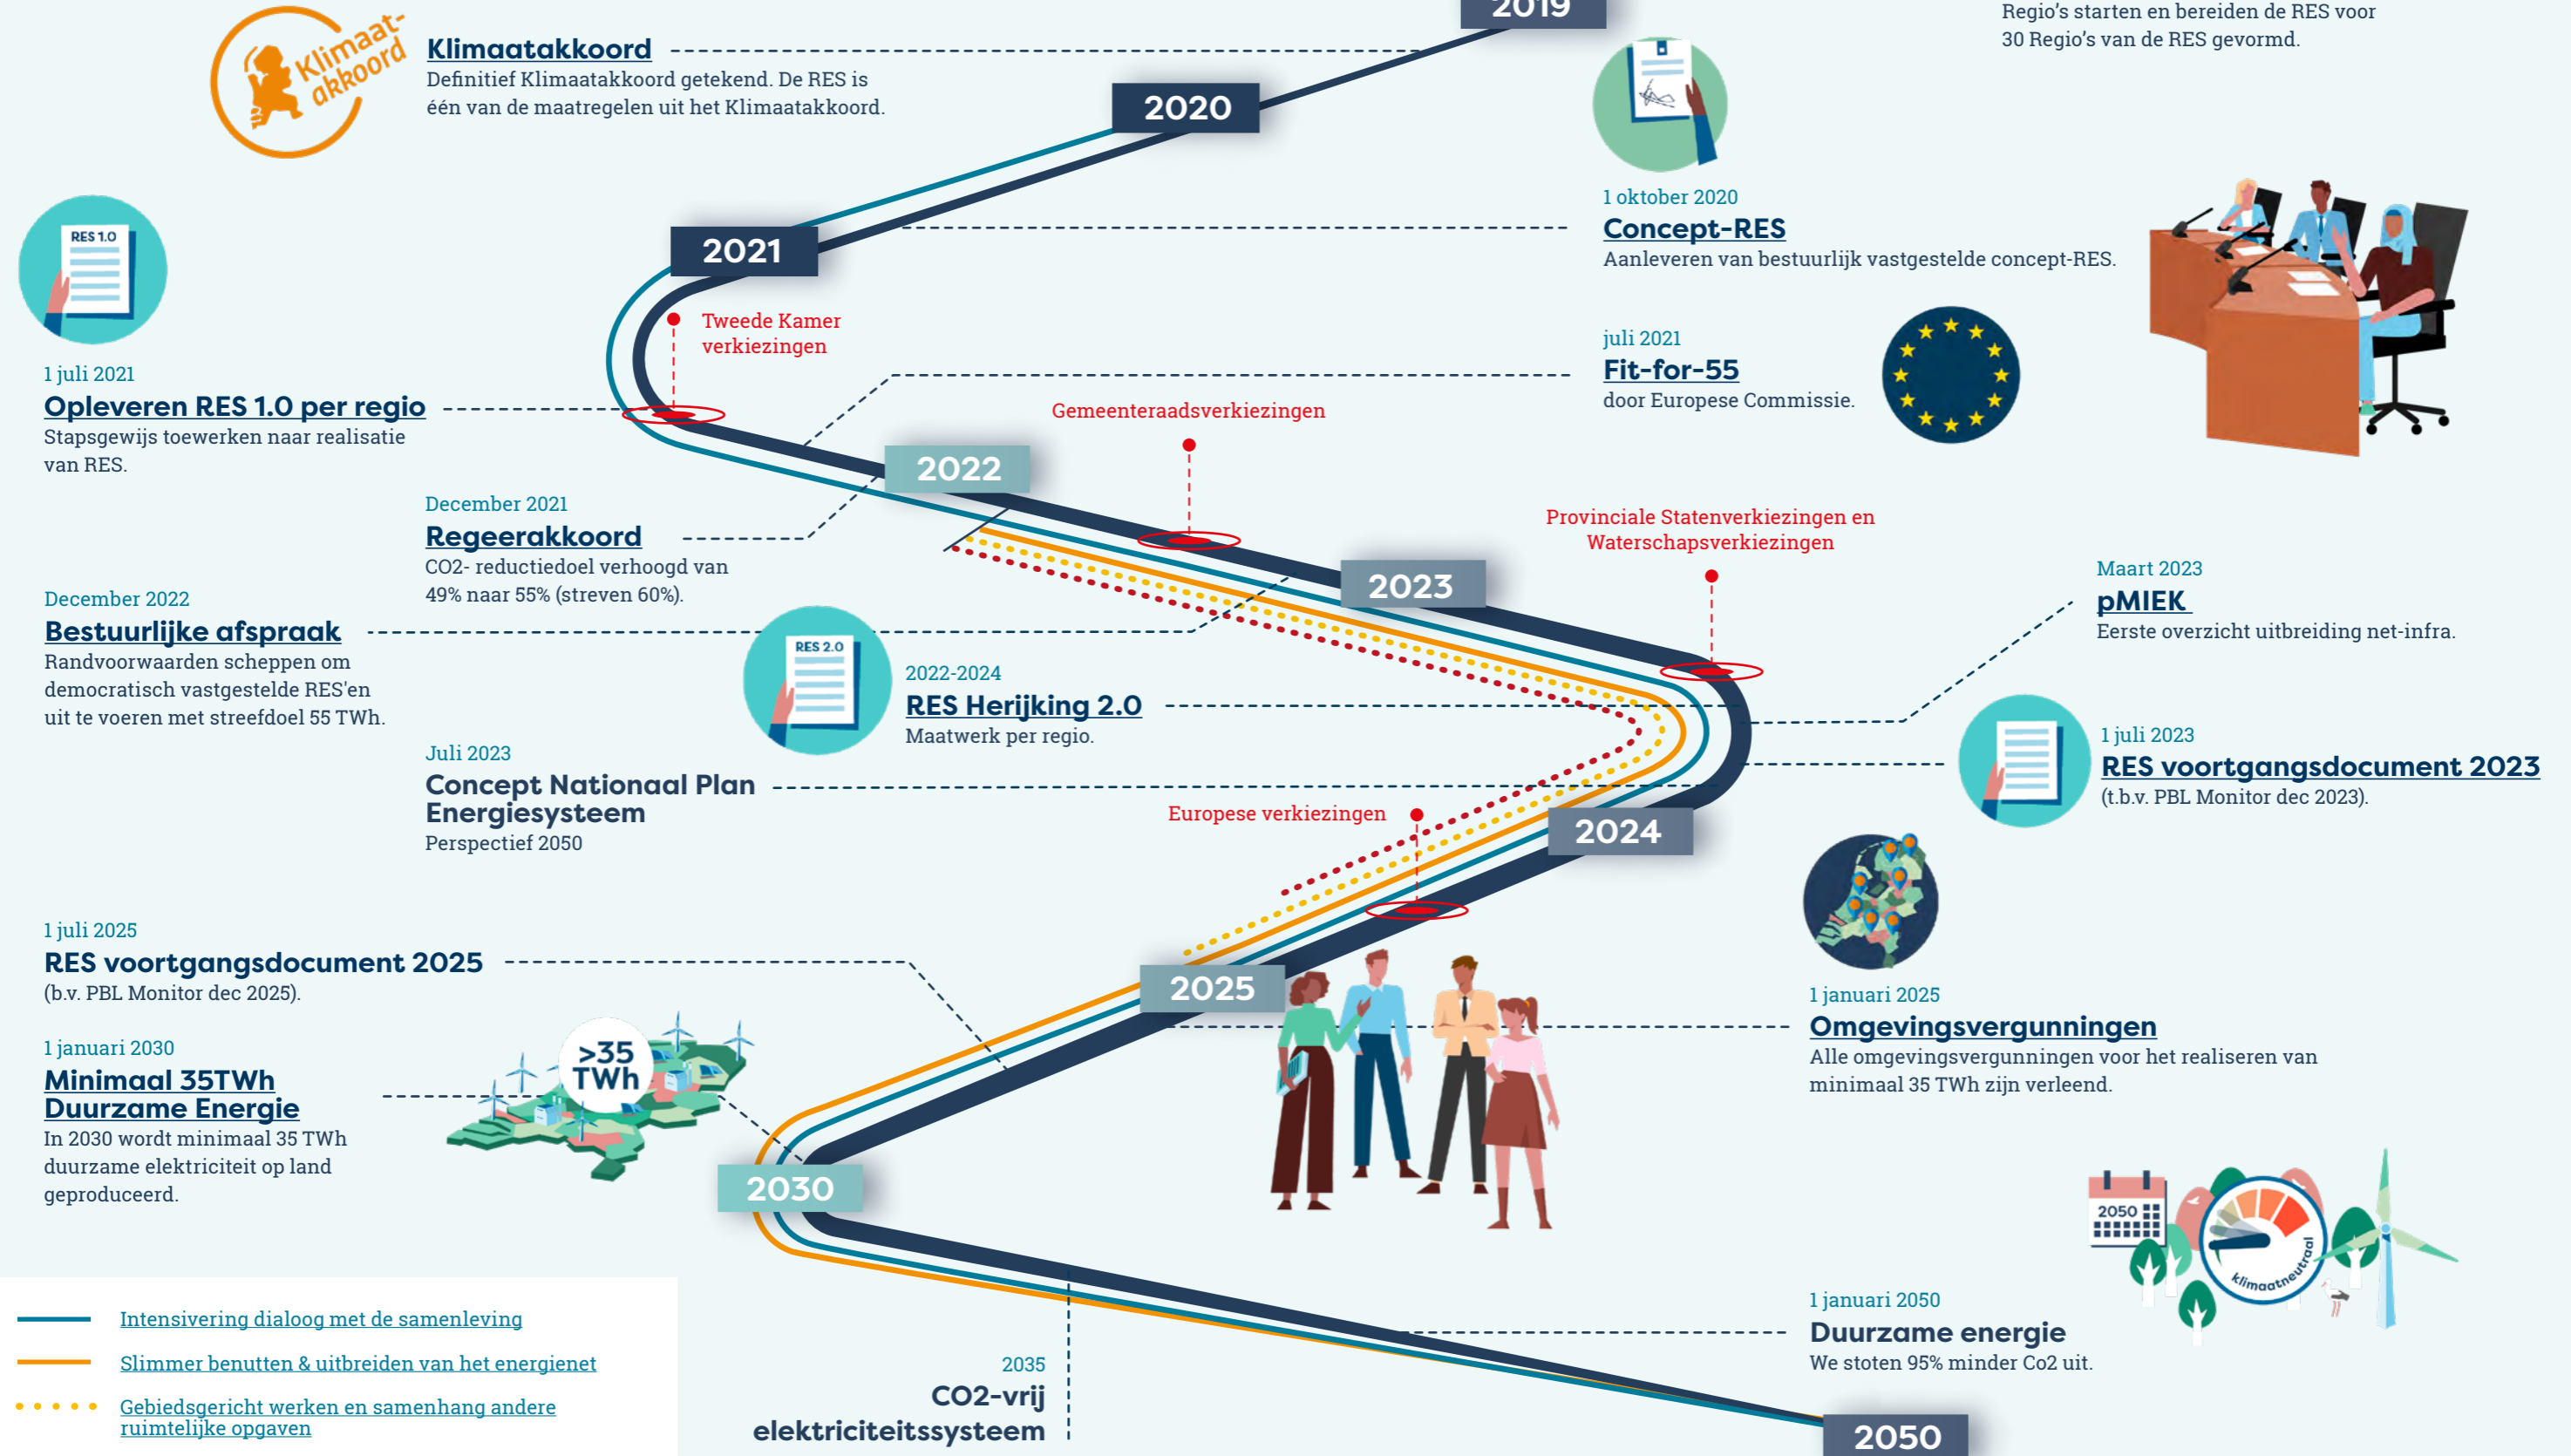 2019
Regio's starten en bereiden de RES voor
30 Regio's van de RES gevormd.
Klimaat-
akkoord
Klimaatakkoord
Definitief Klimaatakkoord getekend. De RES is
één van de maatregelen uit het Klimaatakkoord.
2020
1 oktober 2020
Concept-RES
Aanleveren van bestuurlijk vastgestelde concept-RES.
2021
RES 1.0
1 juli 2021
Opleveren RES 1.0 per regio
Stapsgewijs toewerken naar realisatie
van RES.
Tweede Kamer
verkiezingen
juli 2021
Fit-for-55
door Europese Commissie.
Gemeenteraadsverkiezingen
2022
December 2021
Regeerakkoord
CO2- reductiedoel verhoogd van
49% naar 55% (streven 60%).
Provinciale Statenverkiezingen en
Waterschapsverkiezingen
2023
Maart 2023
pMIEK
Eerste overzicht uitbreiding net-infra.
December 2022
Bestuurlijke afspraak
Randvoorwaarden scheppen om
democratisch vastgestelde RES'en
uit te voeren met streefdoel 55 TWh.
RES 2.0
2022-2024
RES Herijking 2.0
Maatwerk per regio.
1 juli 2023
RES voortgangsdocument 2023
(t.b.v. PBL Monitor dec 2023).
Juli 2023
Concept Nationaal Plan
Energiesysteem
Perspectief 2050
Europese verkiezingen
2024
1 juli 2025
RES voortgangsdocument 2025
(b.v. PBL Monitor dec 2025).
2025
1 januari 2025
Omgevingsvergunningen
Alle omgevingsvergunningen voor het realiseren van
minimaal 35 TWh zijn verleend.
1 januari 2030
Minimaal 35TWh
Duurzame Energie
In 2030 wordt minimaal 35 TWh
duurzame elektriciteit op land
geproduceerd.
>35
TWh
2030
2050
klimaatneutraal
1 januari 2050
Duurzame energie
We stoten 95% minder Co2 uit.
2035
CO2-vrij
elektriciteitssysteem
2050
Intensivering dialoog met de samenleving
Slimmer benutten & uitbreiden van het energienet
Gebiedsgericht werken en samenhang andere
ruimtelijke opgaven